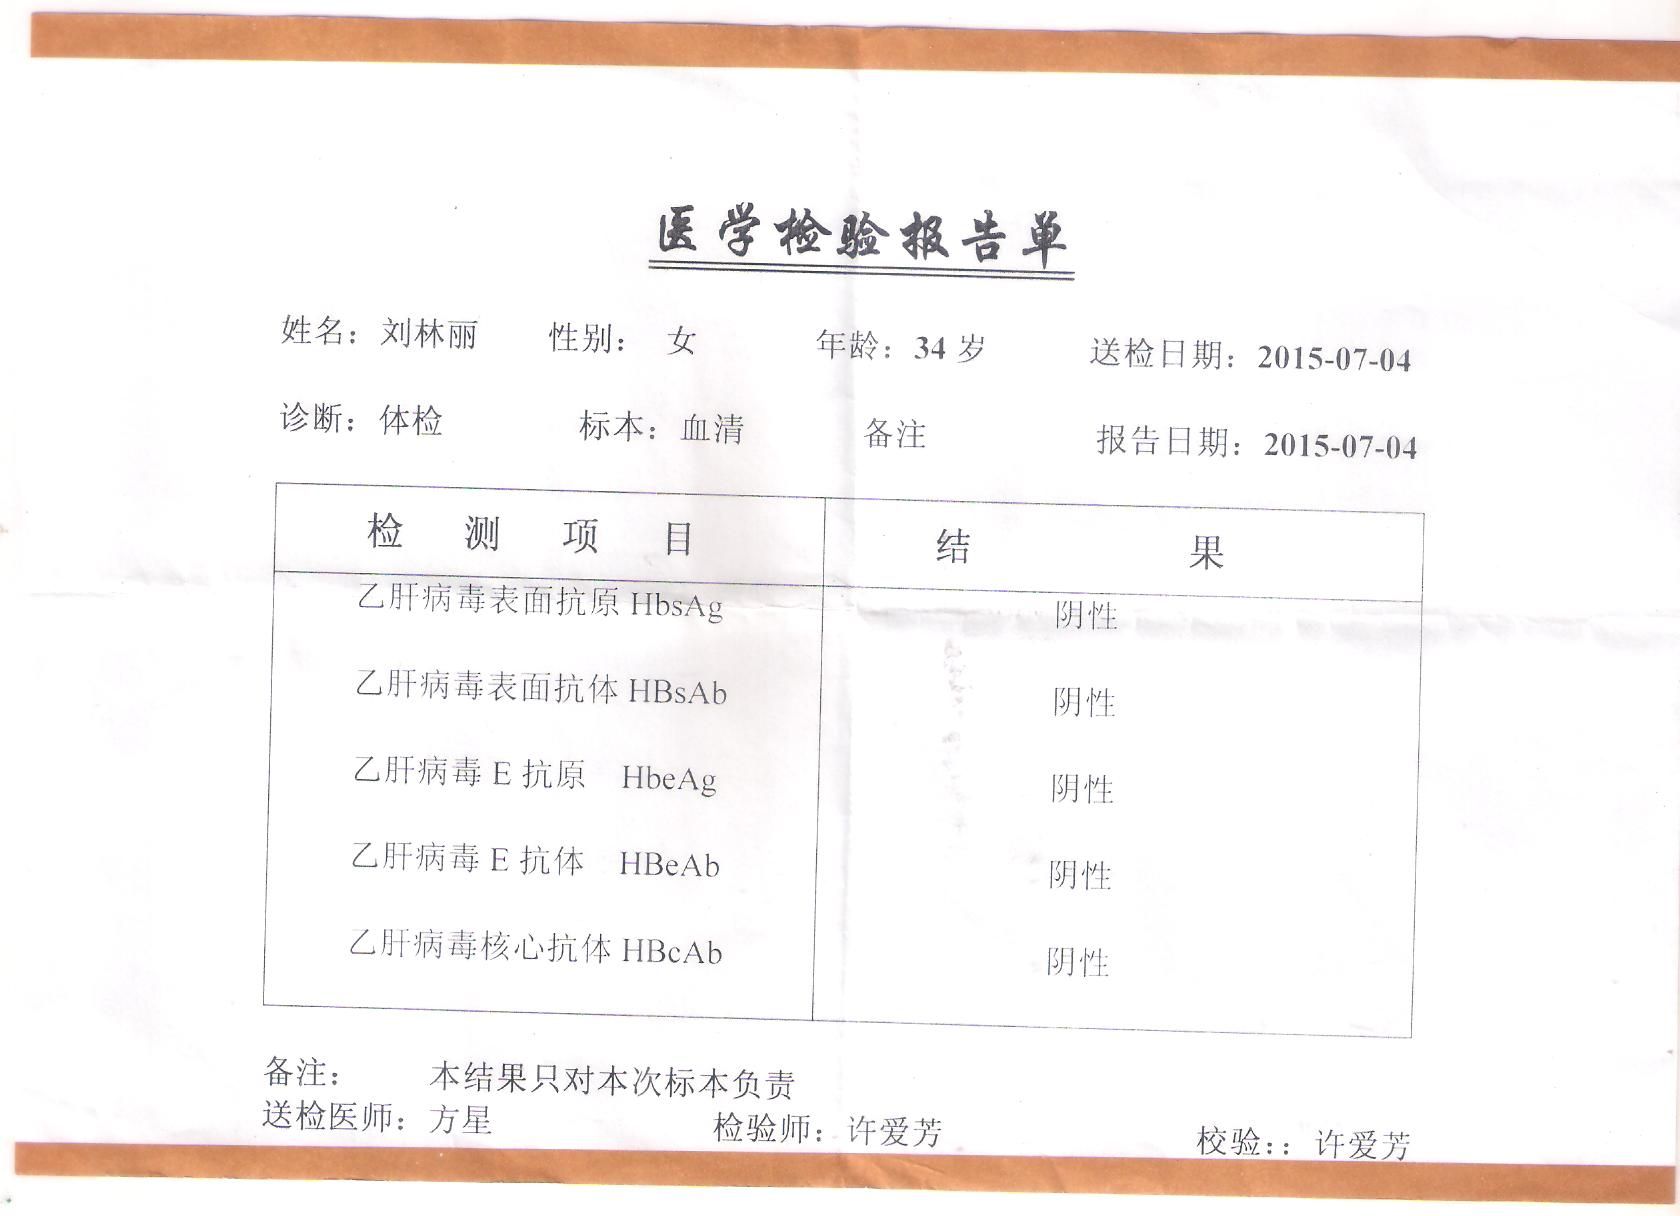 医学检验报告单
姓名：刘林丽 性别： 女 年龄：34 岁 送检日期：2015-07-04
诊断：体检 标本：血清 备注 报告日期：2015-07-04
检 测 项 目 结 果
乙肝病毒表面抗原 HbsAg 阴性
乙肝病毒表面抗体 HBsAb 阴性
乙肝病毒 E 抗原 HbeAg 阴性
乙肝病毒 E 抗体 HBeAb 阴性
乙肝病毒核心抗体 HBcAb 阴性
备注： 本结果只对本次标本负责
送检医师：方星 检验师：许爱芳 校验：：许爱芳